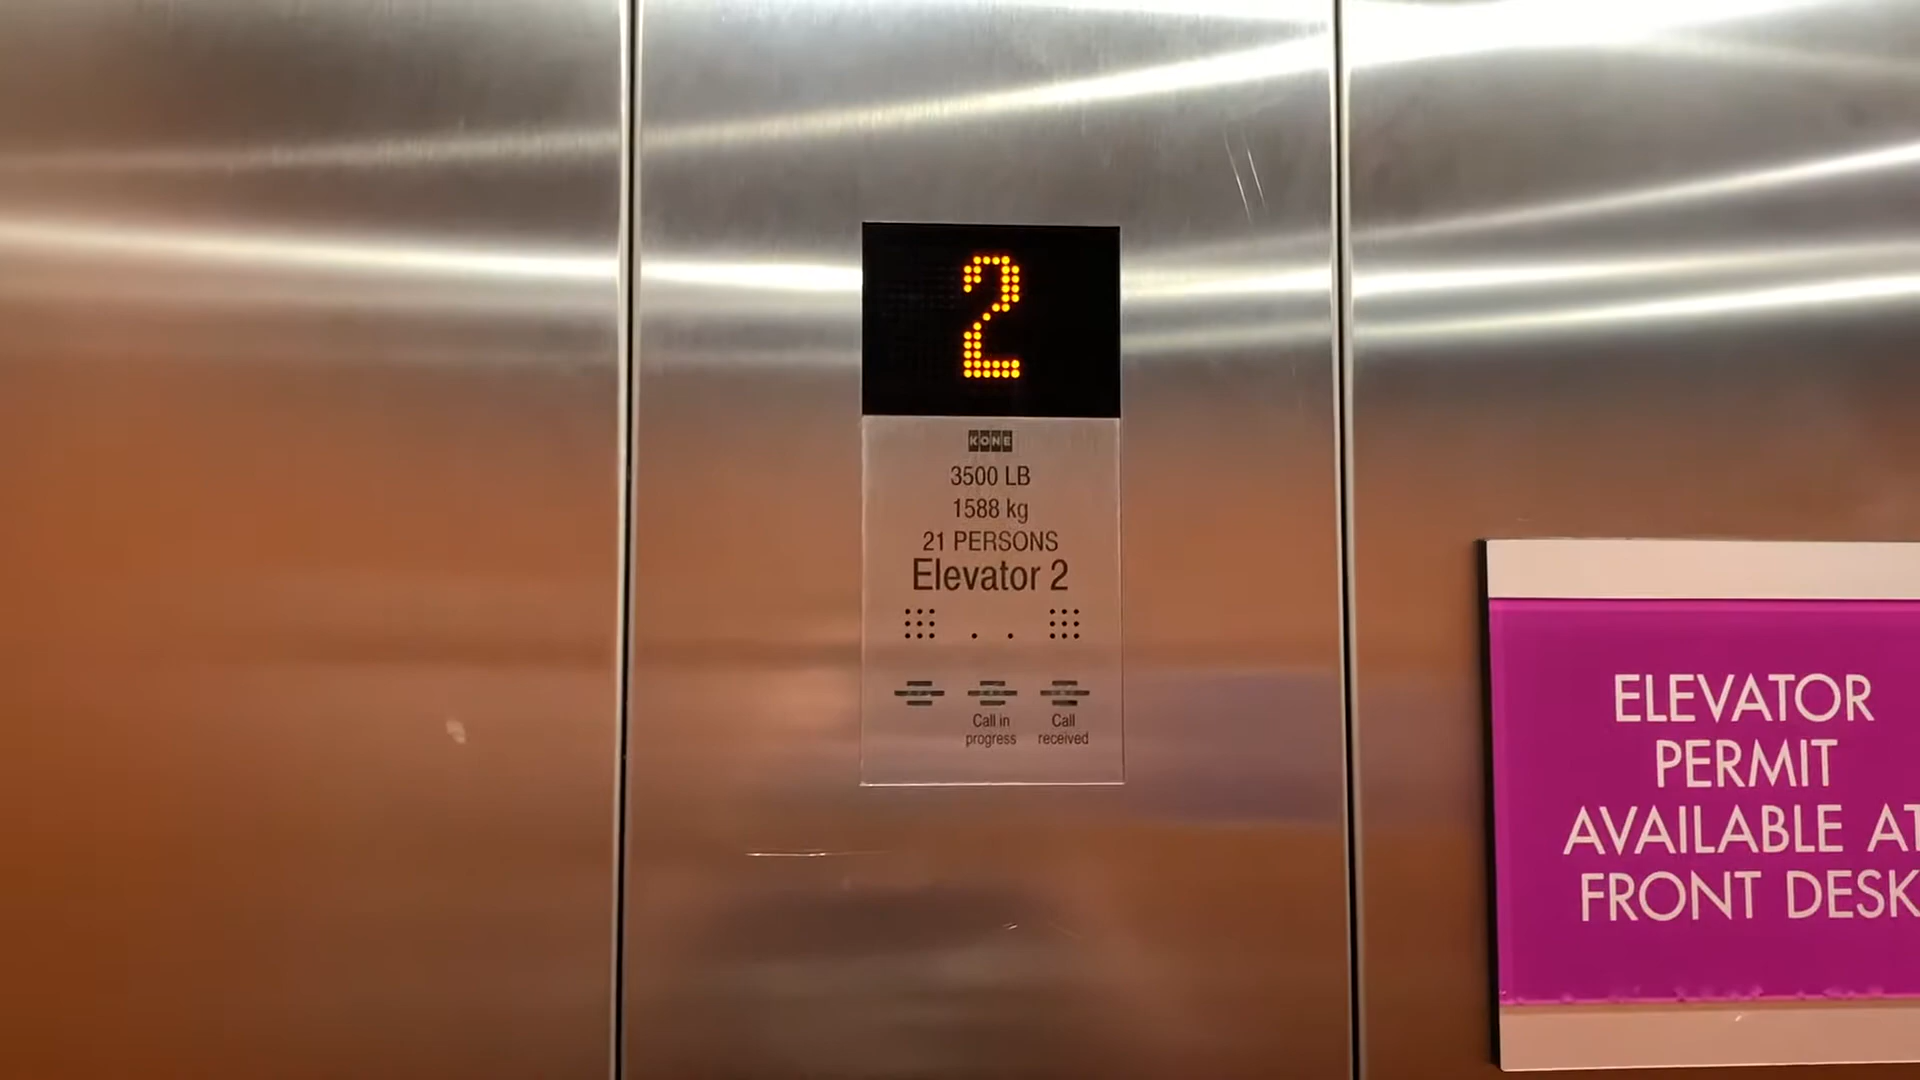 2
KONE
3500 LB
1588 kg
21 PERSONS
Elevator 2
Call in
progress
Call
received
ELEVATOR
PERMIT
AVAILABLE AT
FRONT DESK